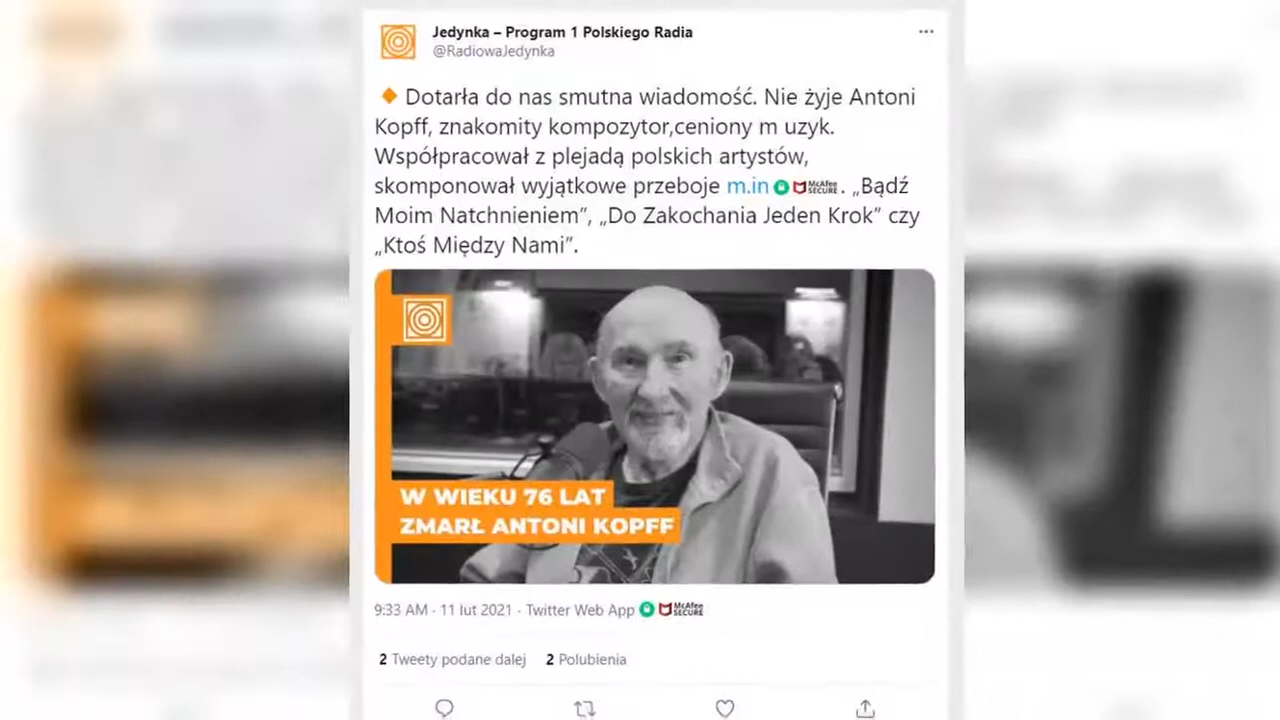 Jedynka – Program 1 Polskiego Radia
@RadiowaJedynka
Dotarła do nas smutna wiadomość. Nie żyje Antoni
Kopff, znakomity kompozytor,ceniony m uzyk.
Współpracował z plejadą polskich artystów,
skomponował wyjątkowe przeboje m.in McAfee SECURE . „Bądź
Moim Natchnieniem”, „Do Zakochania Jeden Krok” czy
„Ktoś Między Nami”.
W WIEKU 76 LAT
ZMARŁ ANTONI KOPFF
9:33 AM · 11 lut 2021 · Twitter Web App McAfee SECURE
2 Tweety podane dalej 2 Polubienia